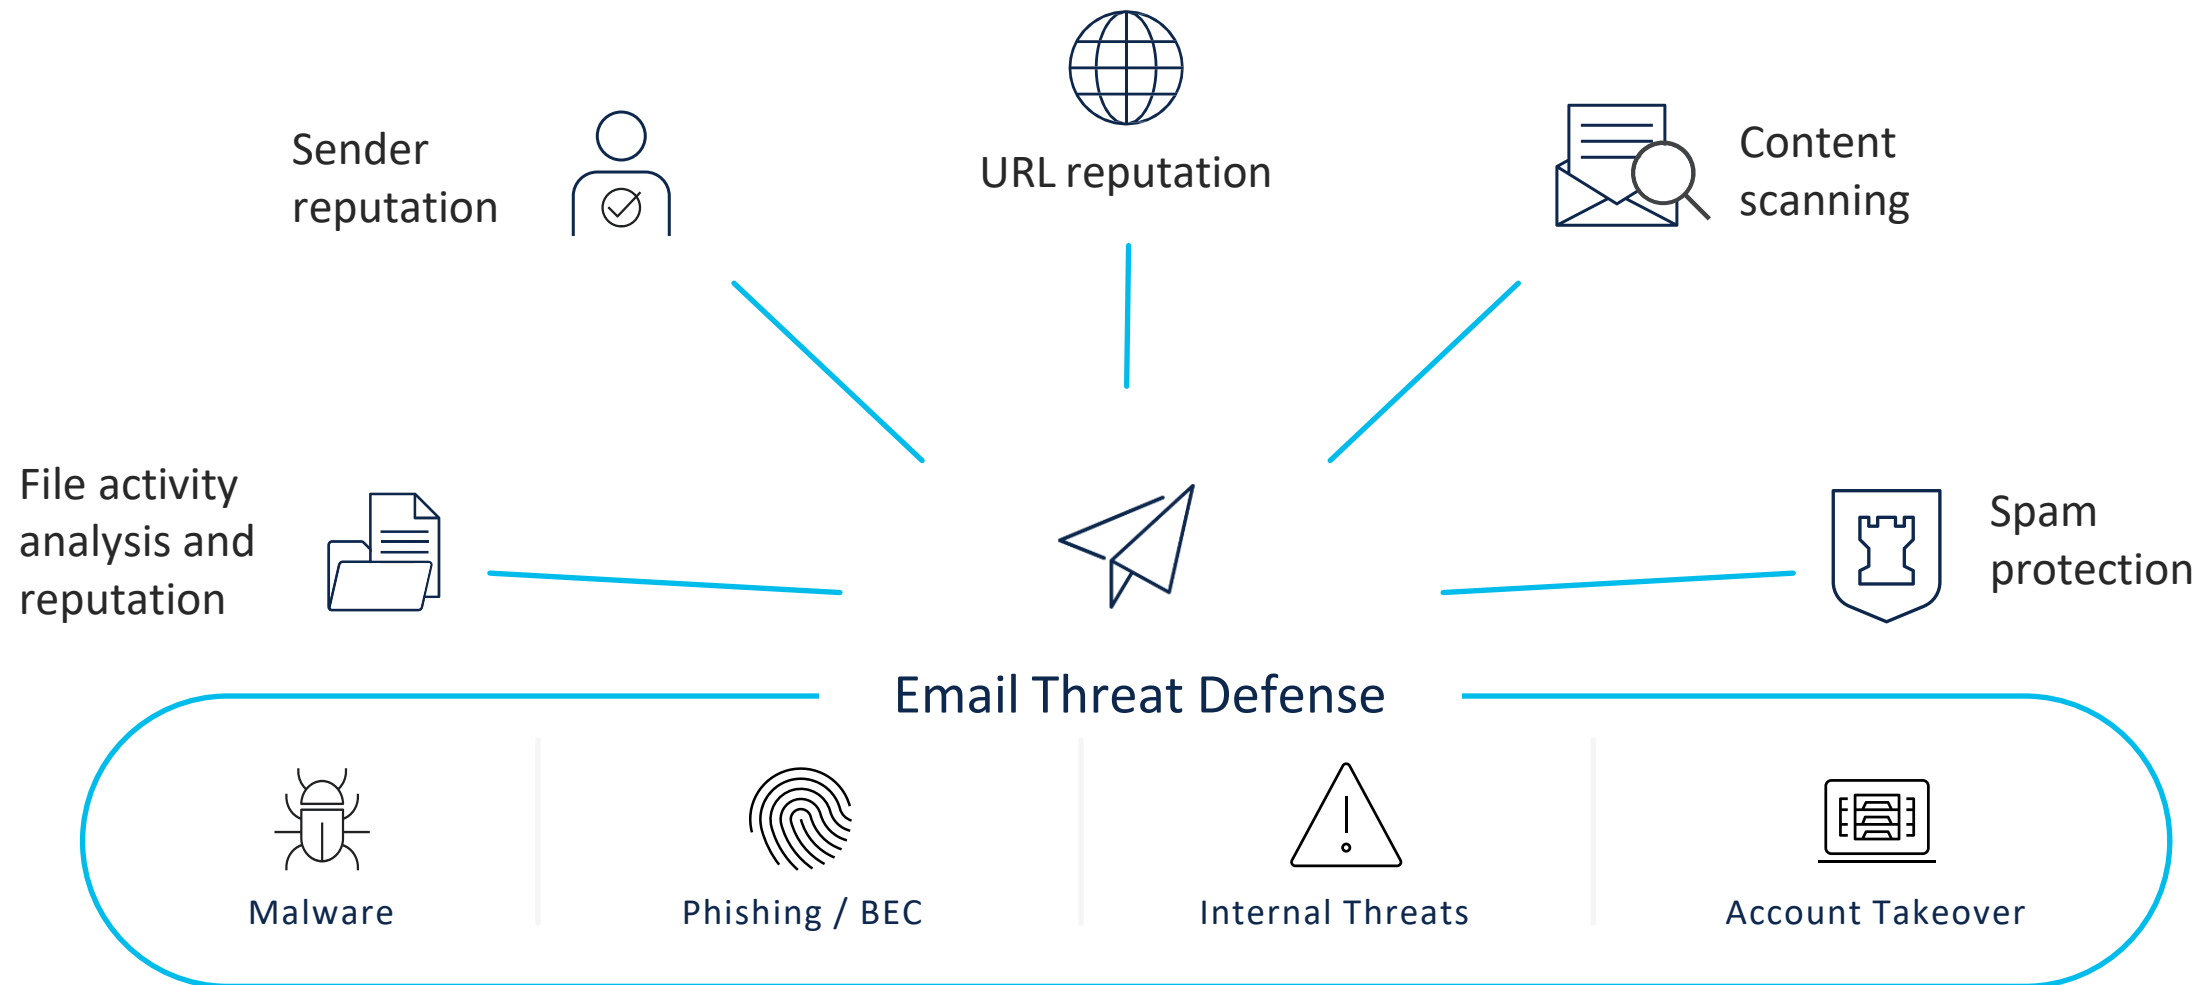 Sender
reputation
URL reputation
Content
scanning
File activity
analysis and
reputation
Spam
protection
Email Threat Defense
Malware
Phishing / BEC
Internal Threats
Account Takeover